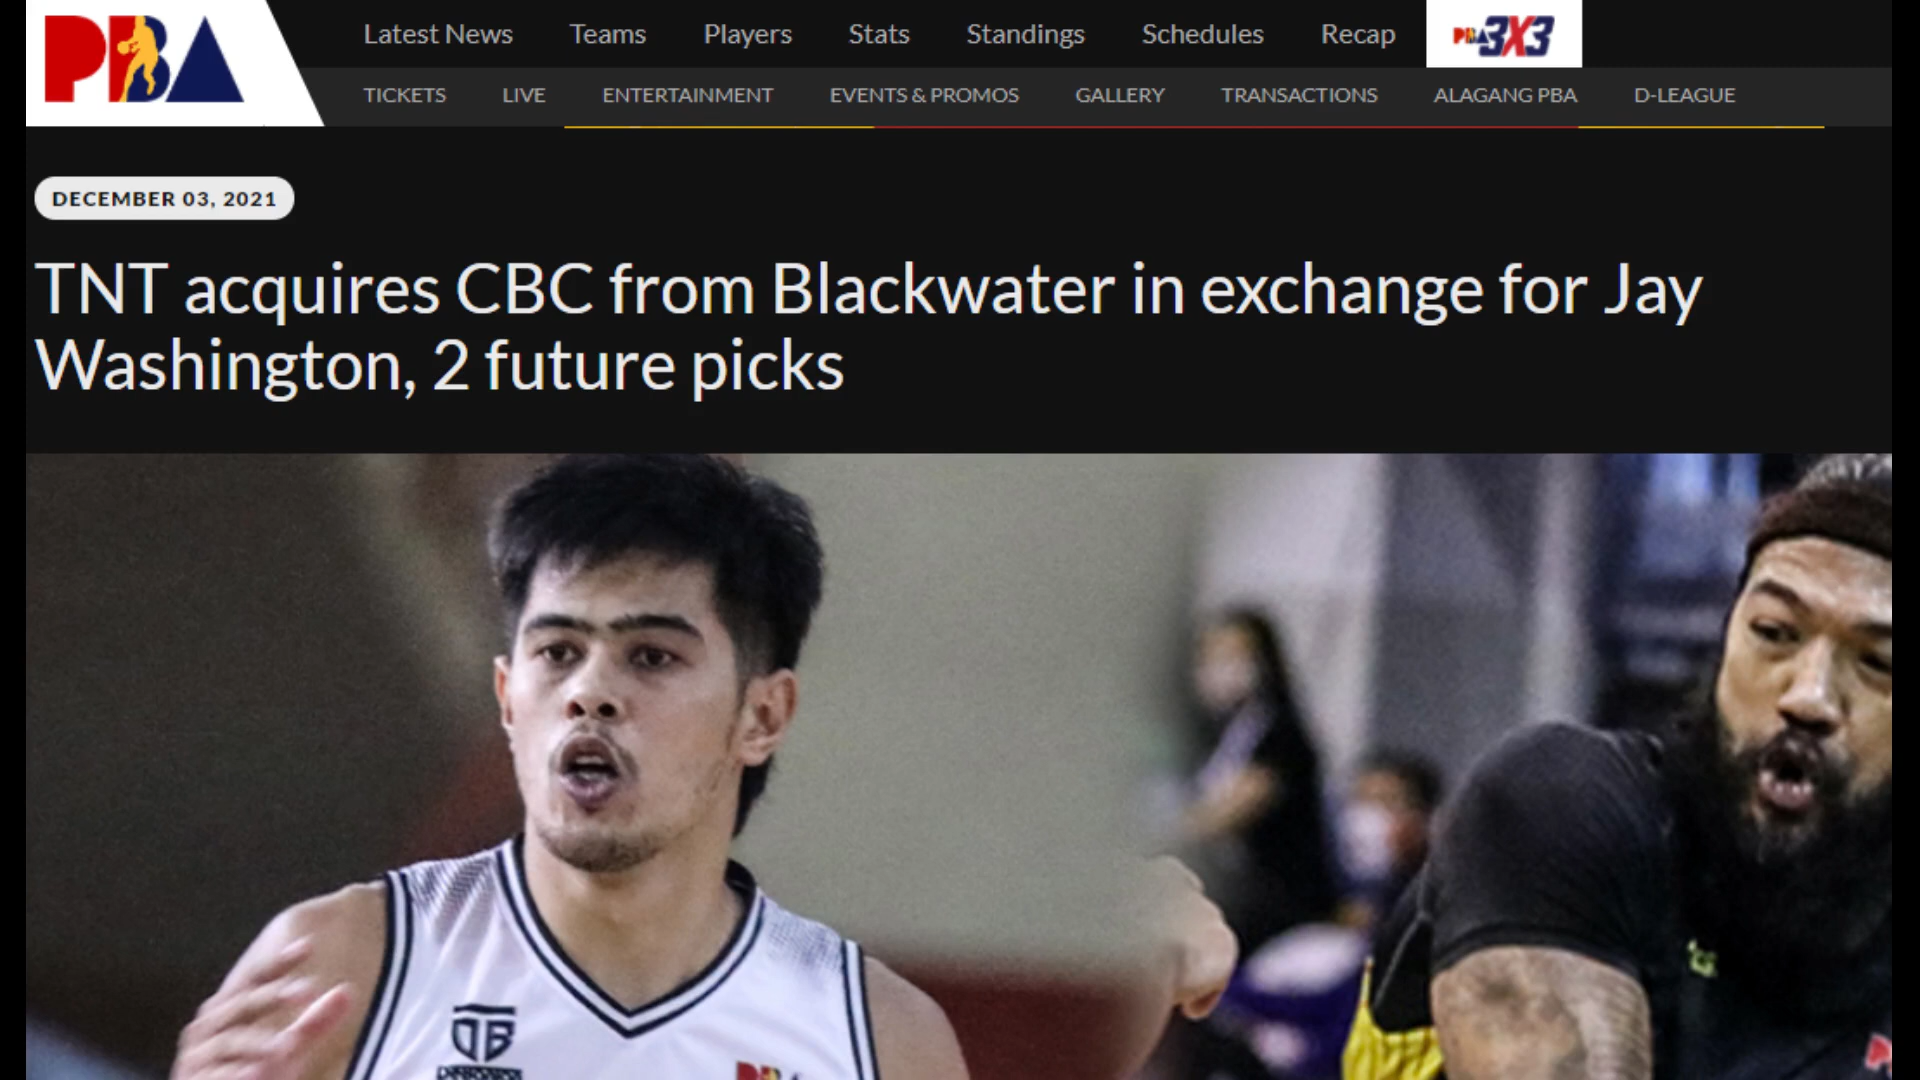 PBA
Latest News Teams Players Stats Standings Schedules Recap PBA 3X3
TICKETS LIVE ENTERTAINMENT EVENTS & PROMOS GALLERY TRANSACTIONS ALAGANG PBA D-LEAGUE
DECEMBER 03, 2021
TNT acquires CBC from Blackwater in exchange for Jay
Washington, 2 future picks